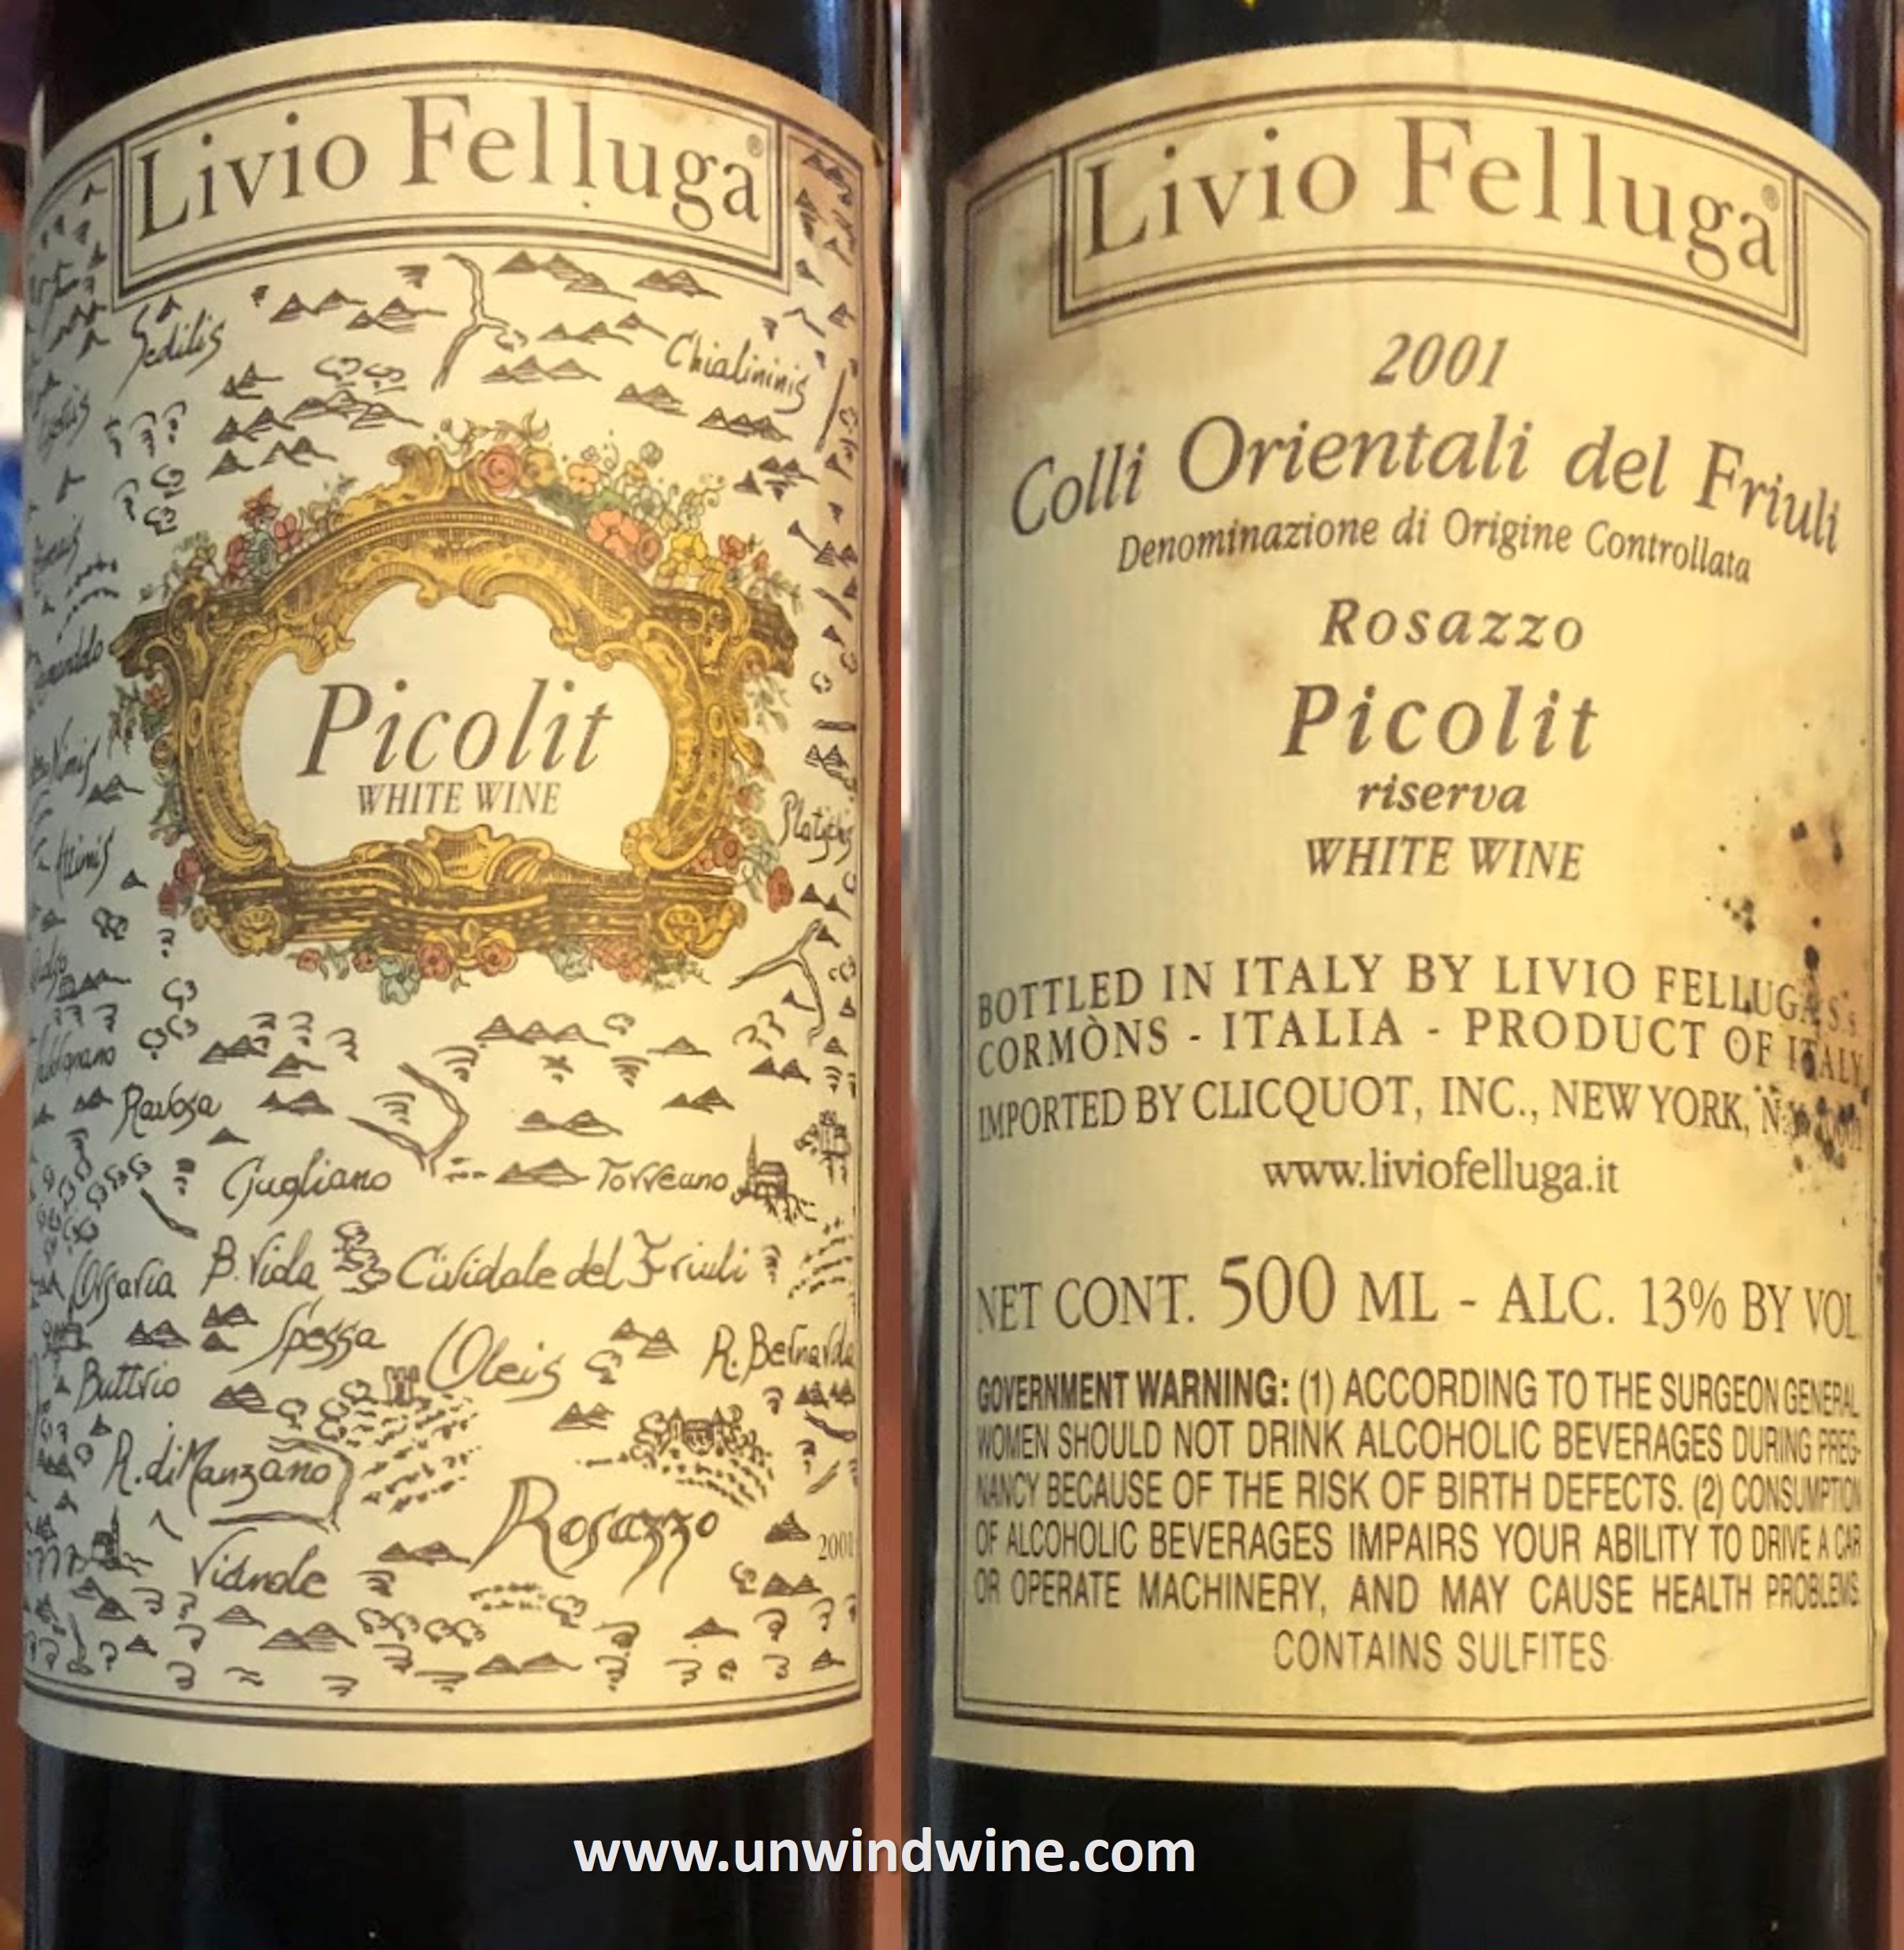 Livio Felluga®
Sedilis
Chialininis
Picolit
WHITE WINE
Ravosa
Gugliano
Torreano
Orsaria
B. Vida
Cividale del Friuli
Spessa
Oleis
R. Bernarda
Buttrio
R. di Manzano
Rosazzo
2001
Livio Felluga®
2001
Colli Orientali del Friuli
Denominazione di Origine Controllata
Rosazzo
Picolit
riserva
WHITE WINE
BOTTLED IN ITALY BY LIVIO FELLUGA
CORMÒNS - ITALIA - PRODUCT OF ITALY
IMPORTED BY CLICQUOT, INC., NEW YORK,
www.liviofelluga.it
NET CONT. 500 ML - ALC. 13% BY VOL.
GOVERNMENT WARNING: (1) ACCORDING TO THE SURGEON GENERAL
WOMEN SHOULD NOT DRINK ALCOHOLIC BEVERAGES DURING PREG-
NANCY BECAUSE OF THE RISK OF BIRTH DEFECTS. (2) CONSUMPTION
OF ALCOHOLIC BEVERAGES IMPAIRS YOUR ABILITY TO DRIVE A CAR
OR OPERATE MACHINERY, AND MAY CAUSE HEALTH PROBLEMS
CONTAINS SULFITES
www.unwindwine.com